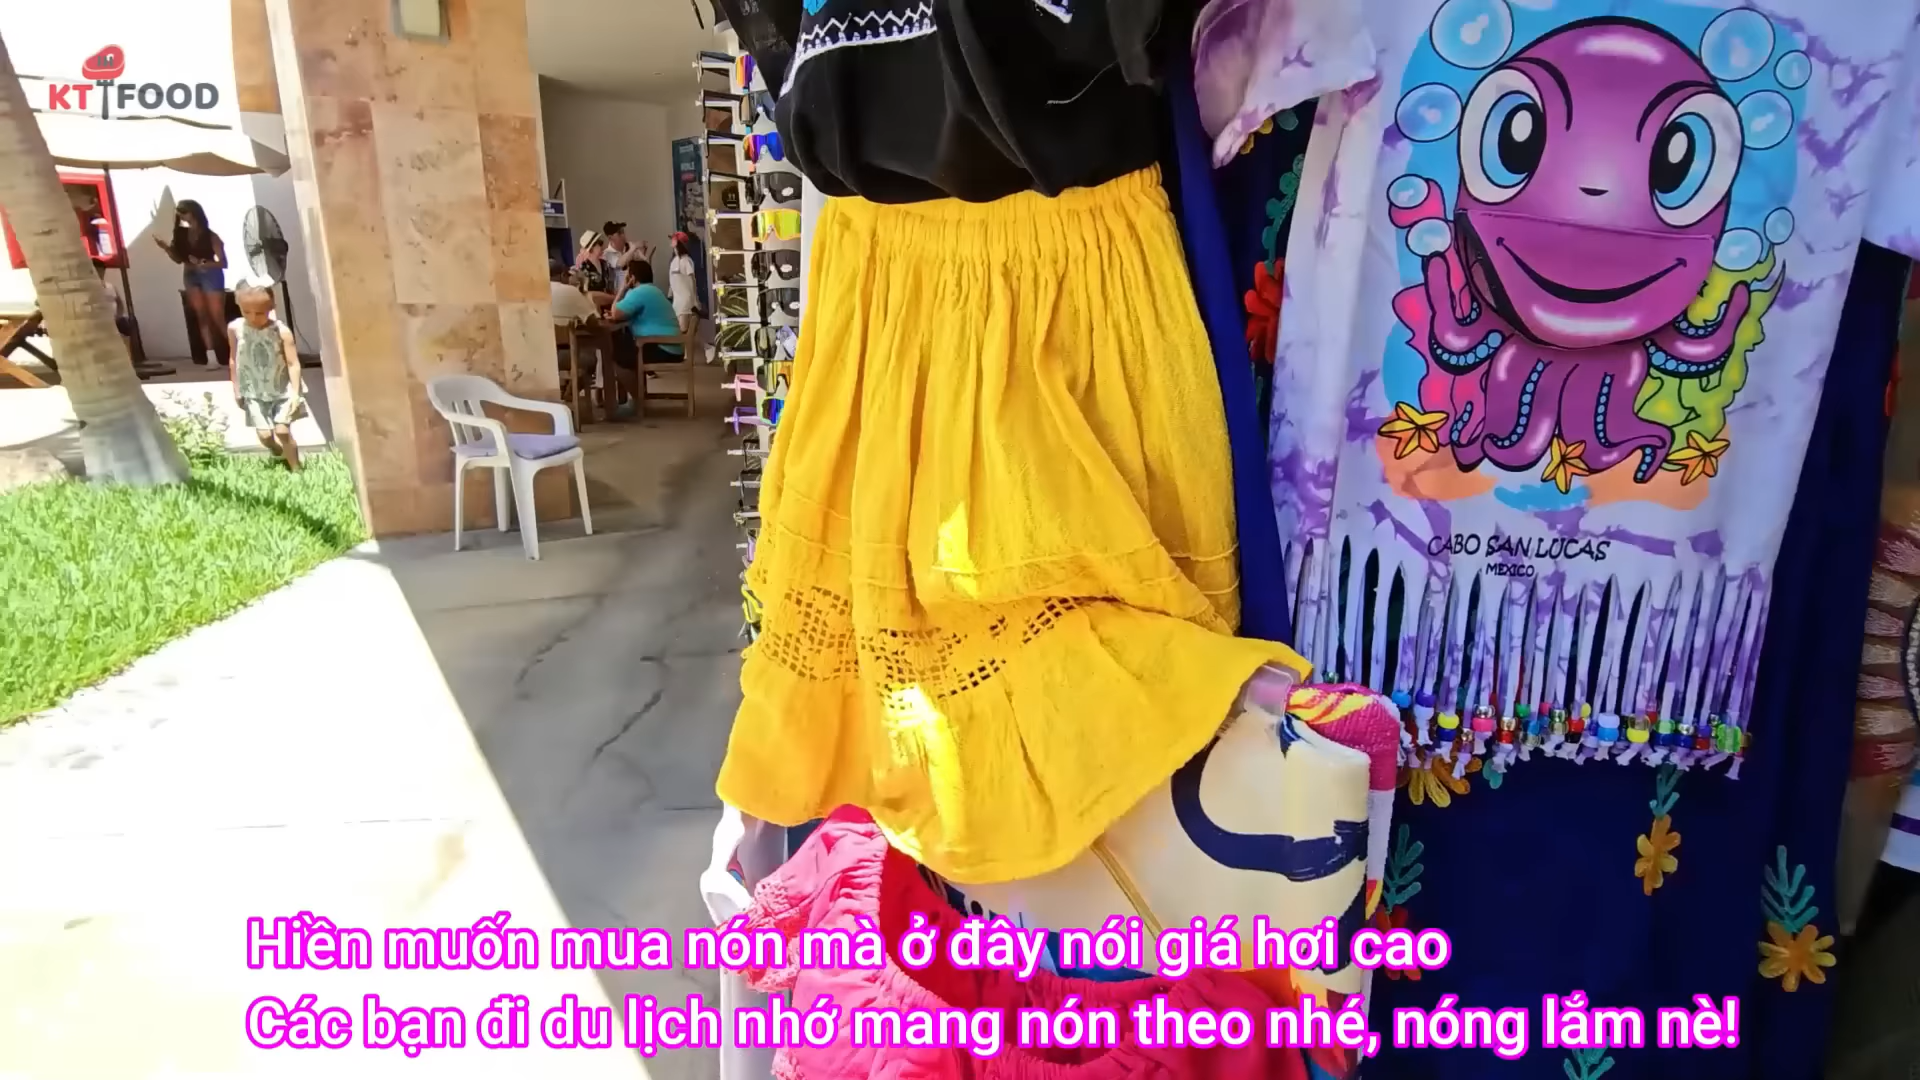 KT FOOD
CABO SAN LUCAS
MEXICO
Hiền muốn mua nón mà ở đây nói giá hơi cao
Các bạn đi du lịch nhớ mang nón theo nhé, nóng lắm nè!